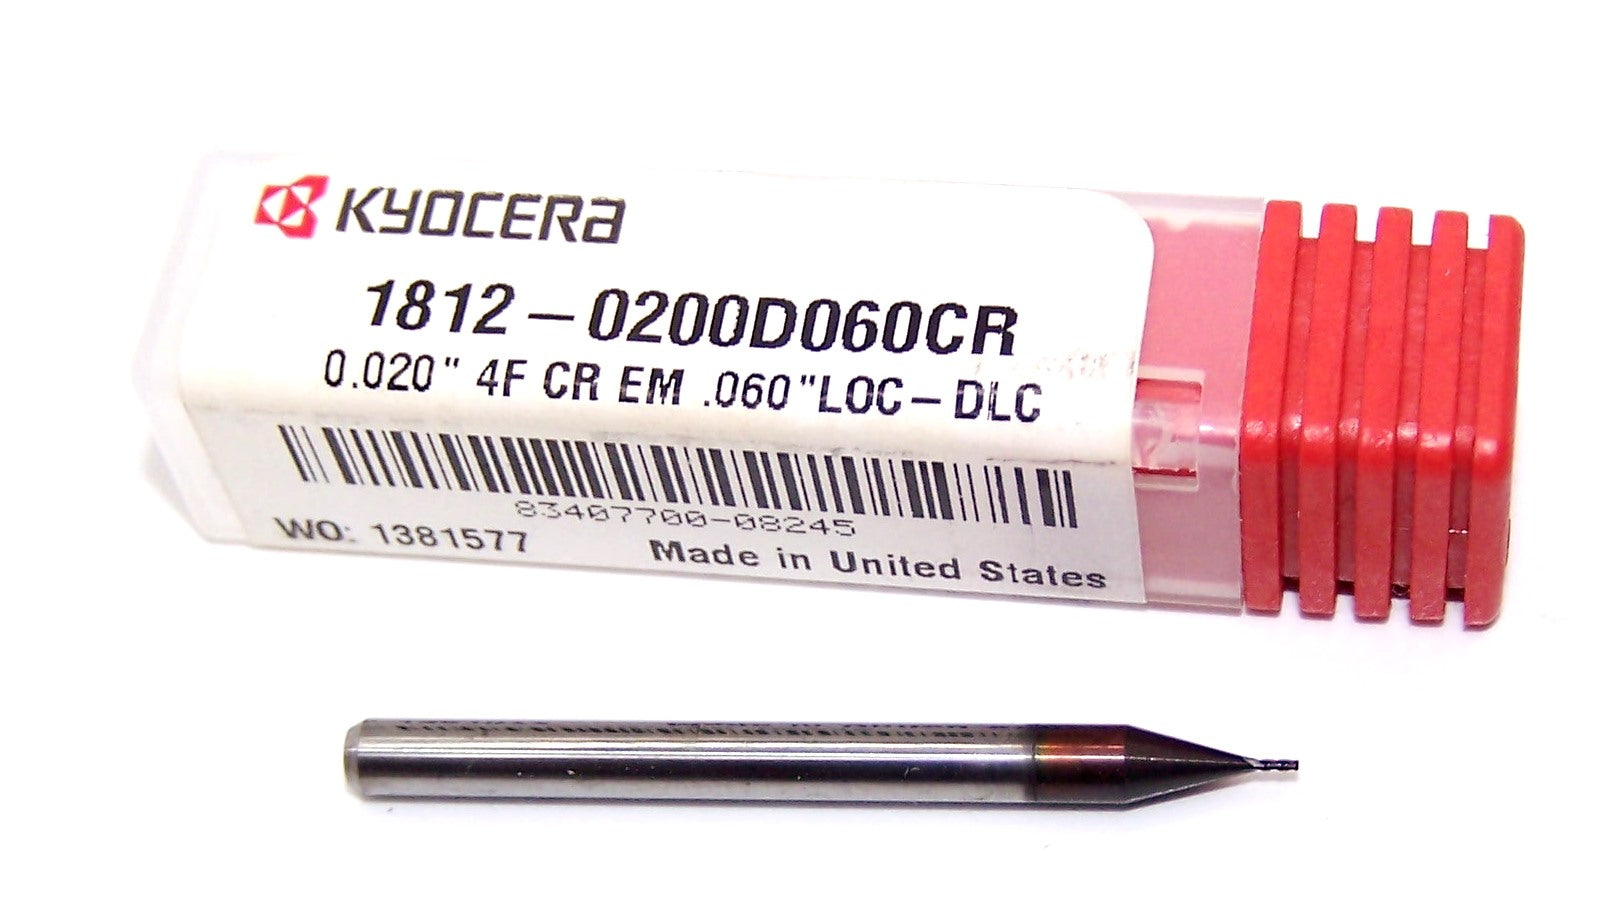 KYOCERA
1812-0200D060CR
0.020" 4F CR EM .060"LOC-DLC
83407700-08245
WO: 1381577
Made in United States